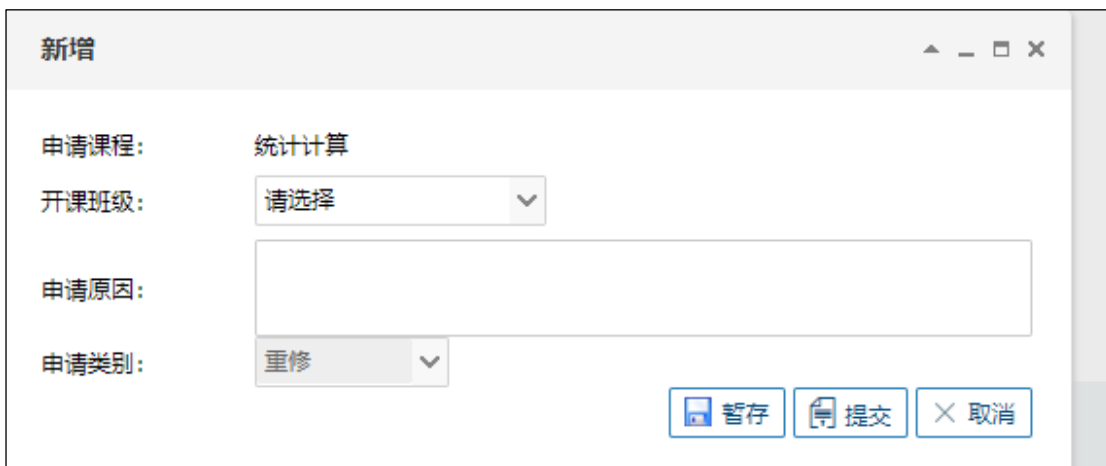 新增
申请课程： 统计计算
开课班级： 请选择
申请原因：
申请类别： 重修
暂存 提交 取消